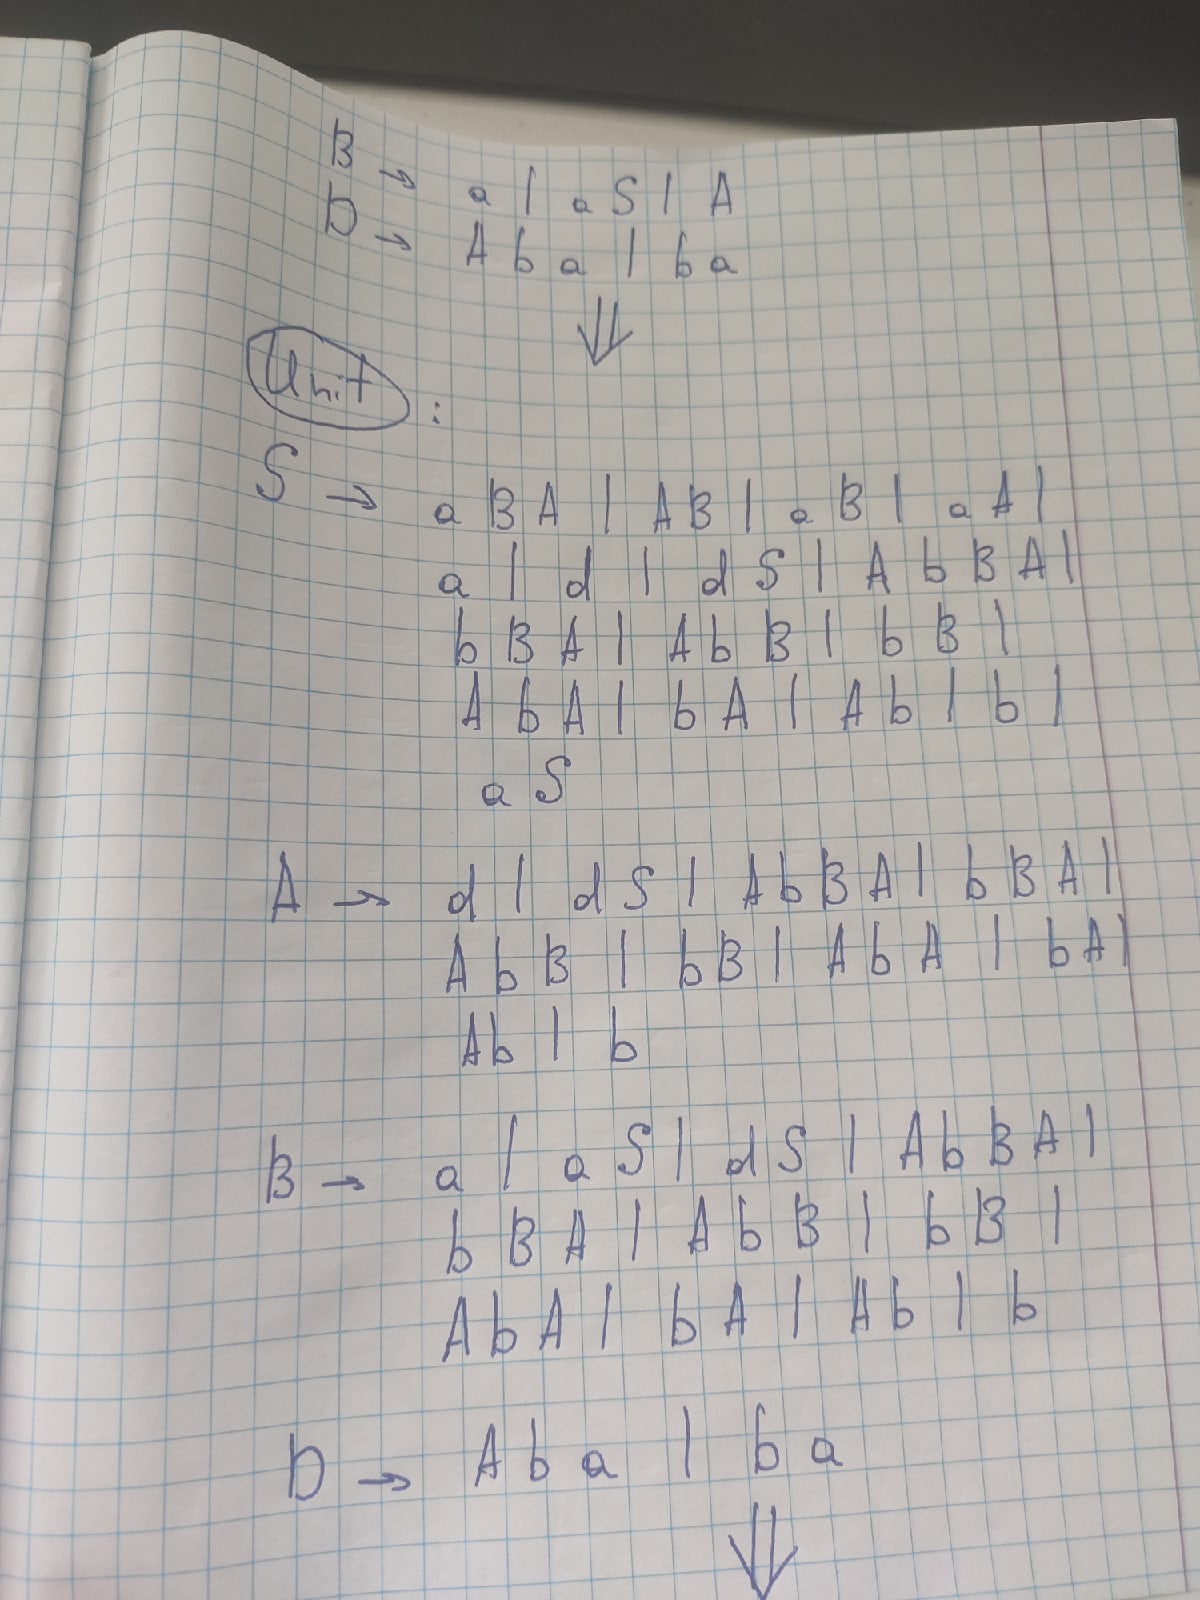 B → a | aS | A
D → Aba | ba
⇓
Unit :
S → aBA | AB | aB | aA |
a | d | dS | AbBA |
bBA | AbB | bB |
AbA | bA | Ab | b |
aS
A → d | dS | AbBA | bBA |
AbB | bB | AbA | bA |
Ab | b
B → a | aS | dS | AbBA |
bBA | AbB | bB |
AbA | bA | Ab | b
D → Aba | ba
⇓